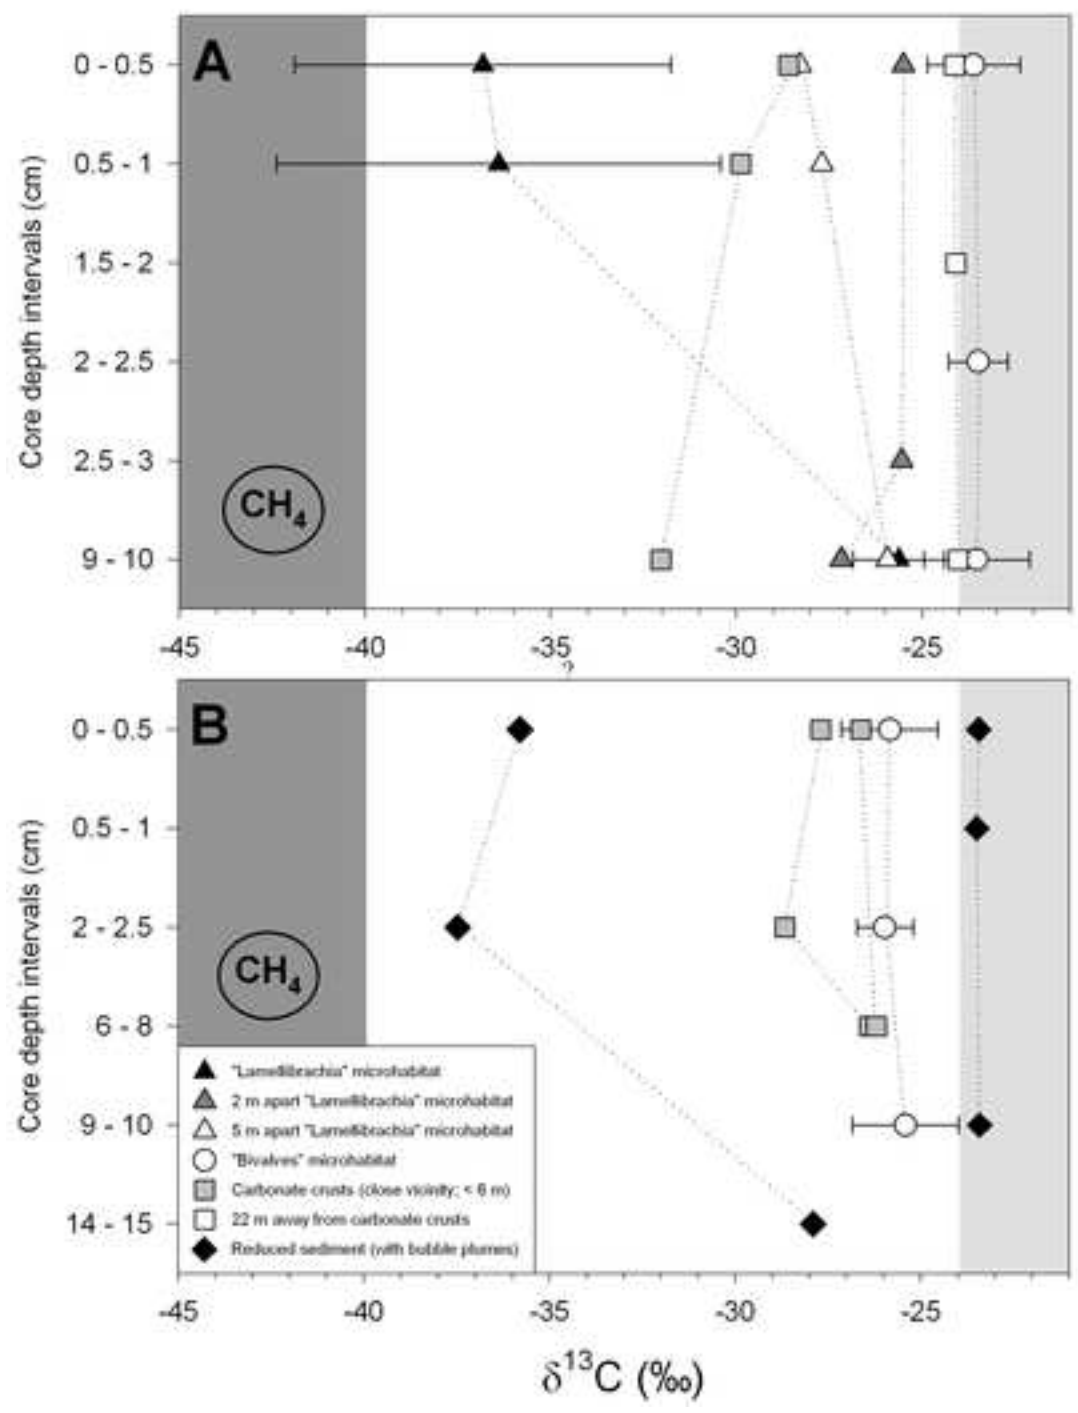 A
Core depth intervals (cm)
0 - 0.5
0.5 - 1
1.5 - 2
2 - 2.5
2.5 - 3
9 - 10
CH4
-45 -40 -35 -30 -25
?
B
Core depth intervals (cm)
0 - 0.5
0.5 - 1
2 - 2.5
6 - 8
9 - 10
14 - 15
CH4
"Lamellibrachia" microhabitat
2 m apart "Lamellibrachia" microhabitat
5 m apart "Lamellibrachia" microhabitat
"Bivalves" microhabitat
Carbonate crusts (close vicinity; < 6 m)
22 m away from carbonate crusts
Reduced sediment (with bubble plumes)
-45 -40 -35 -30 -25
δ13C (‰)